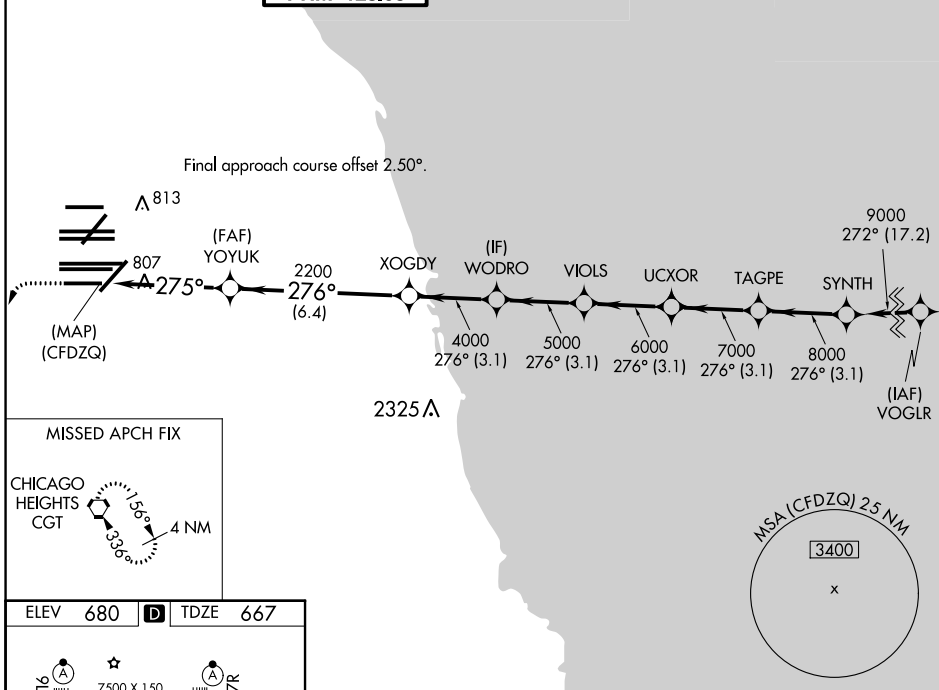 Final approach course offset 2.50°.
813
807
275°
(FAF)
YOYUK
2200
276°
(6.4)
XOGDY
(IF)
WODRO
VIOLS
UCXOR
TAGPE
SYNTH
9000
272° (17.2)
(MAP)
(CFDZQ)
4000
276° (3.1)
5000
276° (3.1)
6000
276° (3.1)
7000
276° (3.1)
8000
276° (3.1)
(IAF)
VOGLR
2325
MISSED APCH FIX
CHICAGO
HEIGHTS
CGT
156°
336°
4 NM
MSA (CFDZQ) 25 NM
3400
x
ELEV 680 D TDZE 667
A
7500 X 150
A